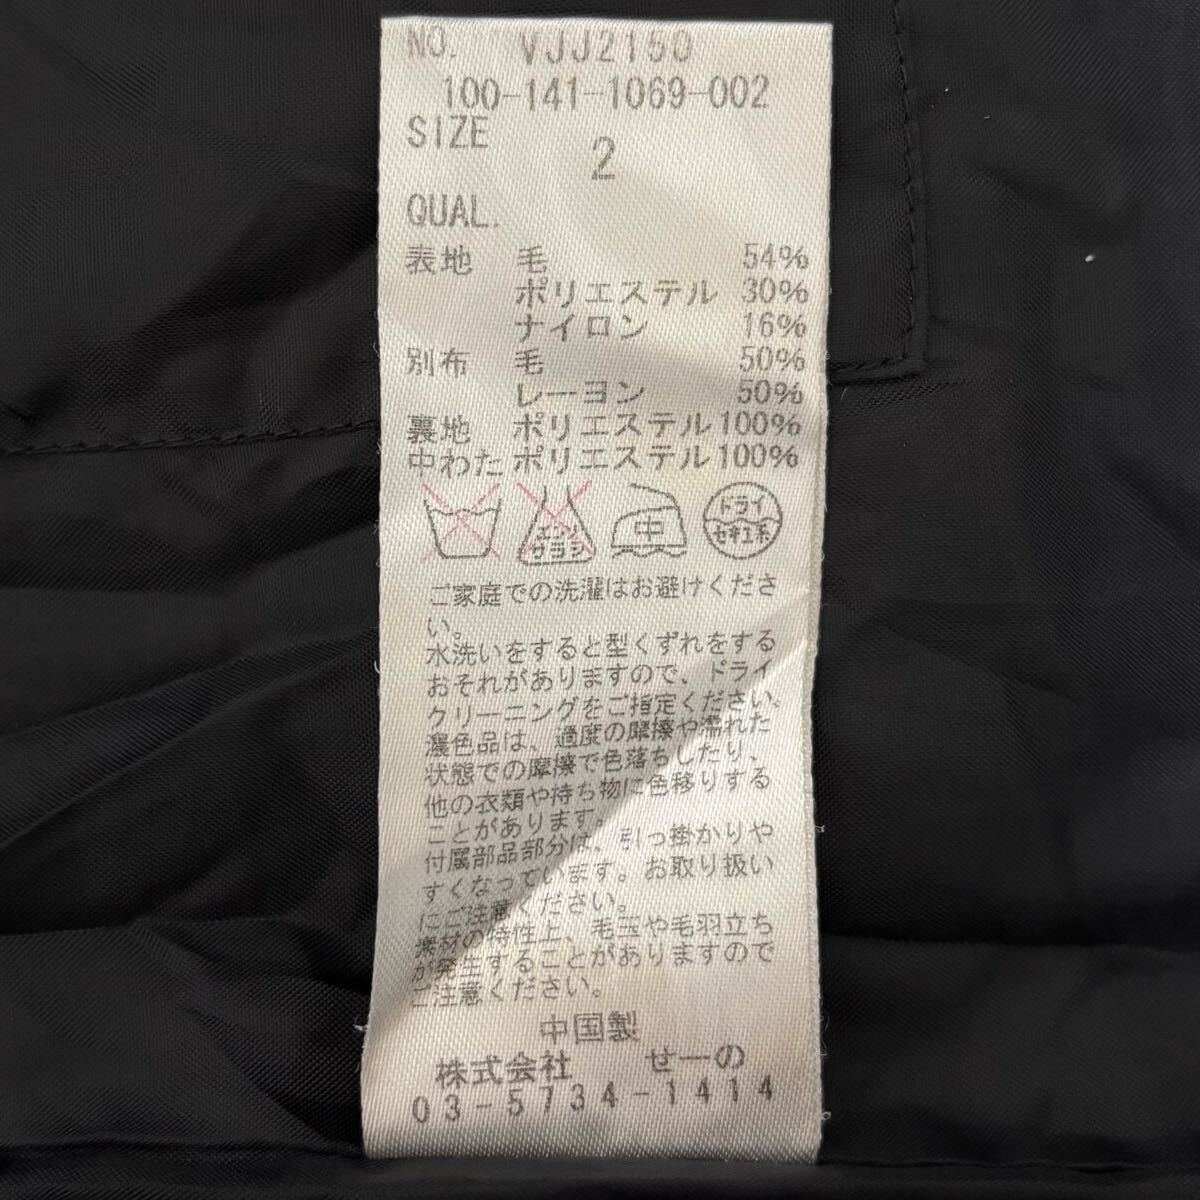 NO. VJJ2150
100-141-1069-002
SIZE 2
QUAL.
表地 毛 54%
ポリエステル 30%
ナイロン 16%
別布 毛 50%
レーヨン 50%
裏地 ポリエステル 100%
中わた ポリエステル 100%
エンソサラシ 中 ドライ セキユ系
ご家庭での洗濯はお避けくださ
い。
水洗いをすると型くずれをする
おそれがありますので、ドライ
クリーニングをご指定ください。
濃色品は、過度の摩擦や濡れた
状態での摩擦で色落ちしたり、
他の衣類や持ち物に色移りする
ことがあります。
付属部品部分は、引っ掛かりや
すくなっています。お取り扱い
にご注意ください。
素材の特性上、毛玉や毛羽立ち
が発生することがありますので
ご注意ください。
中国製
株式会社 せーの
03-5734-1414